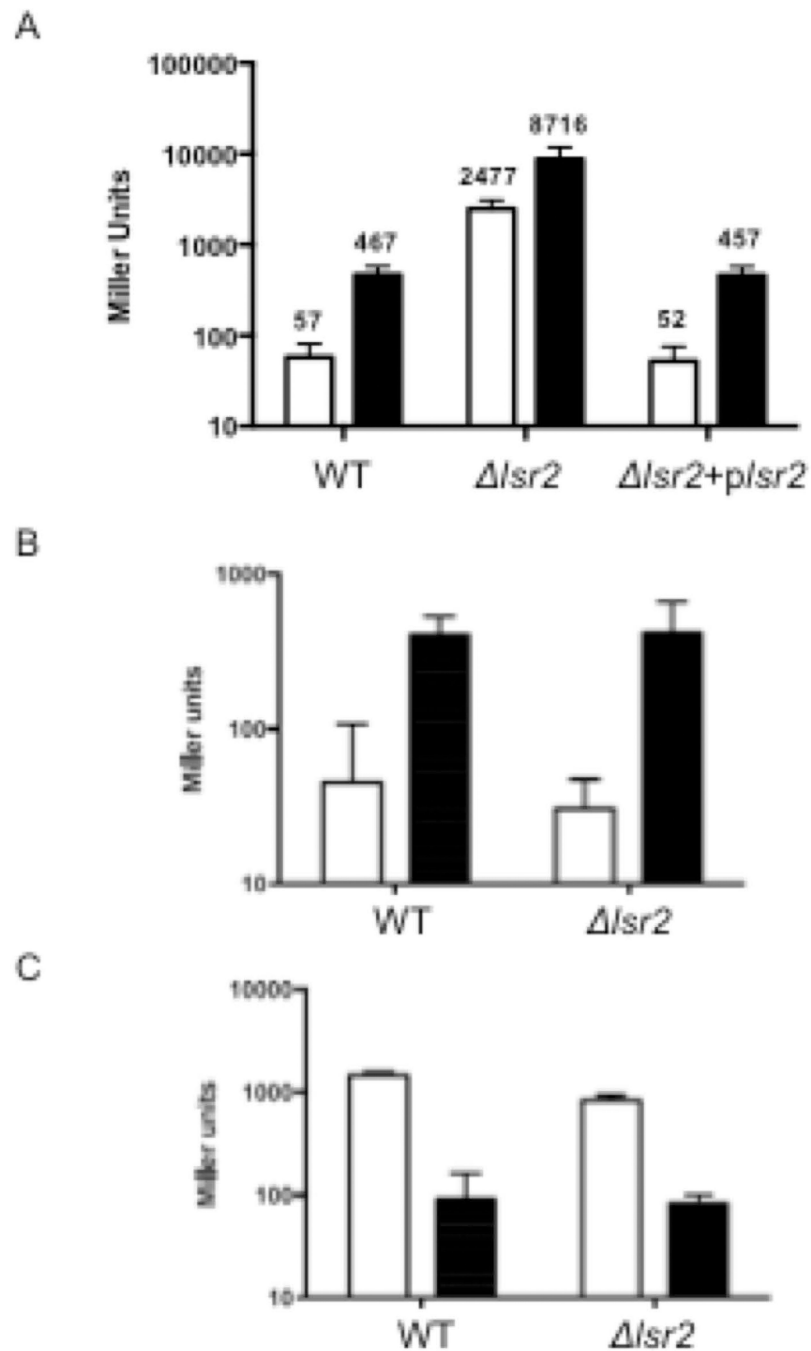 A
Miller Units
100000
10000
1000
100
10
57
467
2477
8716
52
457
WT
Δlsr2
Δlsr2+plsr2
B
Miller units
1000
100
10
WT
Δlsr2
C
Miller units
10000
1000
100
10
WT
Δlsr2